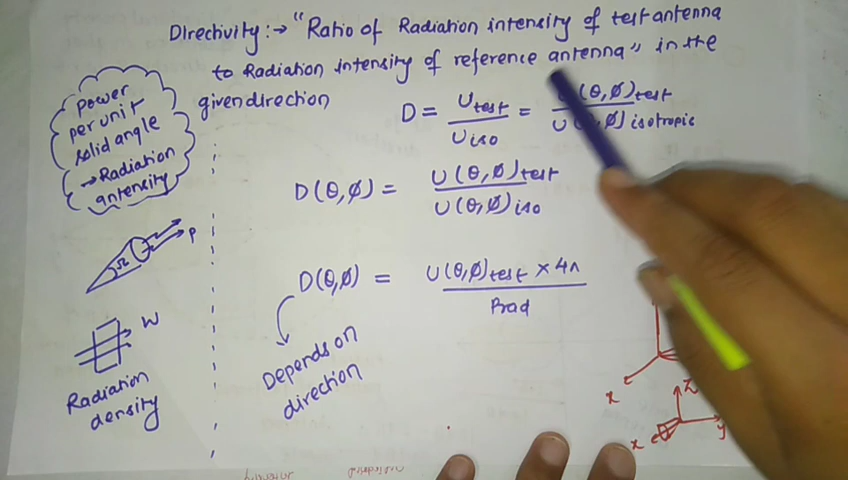 DIrectivity:→ "Ratio of Radiation intensity of test antenna
to Radiation intensity of reference antenna" in the
given direction
D = Utest / Uiso = (θ,ø)test / U( ,ø) isotropic
D(θ,ø) = U(θ,ø)test / U(θ,ø)iso
D(θ,ø) = U(θ,ø)test × 4π / Prad
Depends on
direction
power
per unit
solid angle
→Radiation
antensity
Ω
P
W
Radiation
density
x
z
x
y